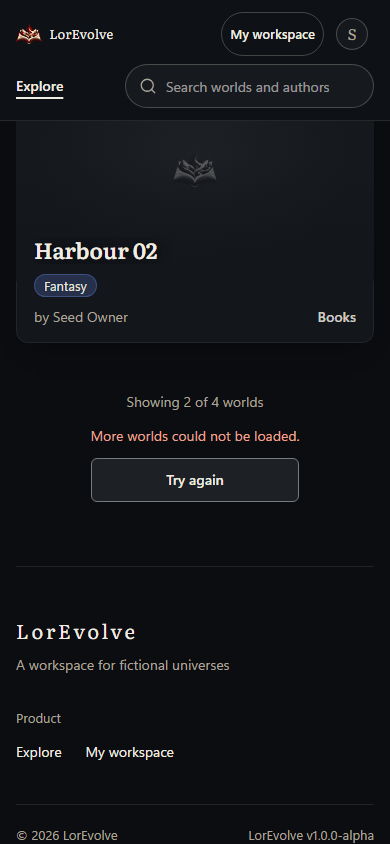 LorEvolve
My workspace
S
Explore
Search worlds and authors
Harbour 02
Fantasy
by Seed Owner
Books
Showing 2 of 4 worlds
More worlds could not be loaded.
Try again
LorEvolve
A workspace for fictional universes
Product
Explore
My workspace
© 2026 LorEvolve
LorEvolve v1.0.0-alpha